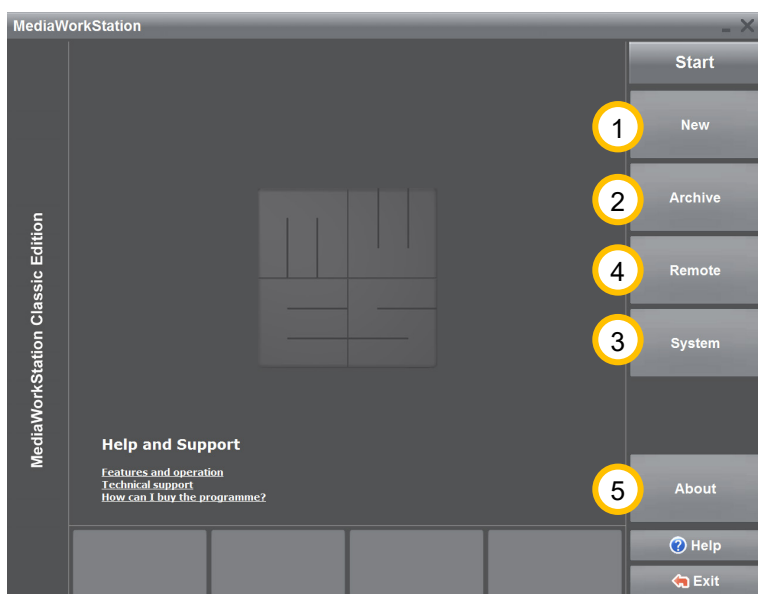 MediaWorkStation
Start
1
New
2
Archive
4
Remote
3
System
MediaWorkStation Classic Edition
Help and Support
Features and operation
Technical support
How can I buy the programme?
5
About
Help
Exit